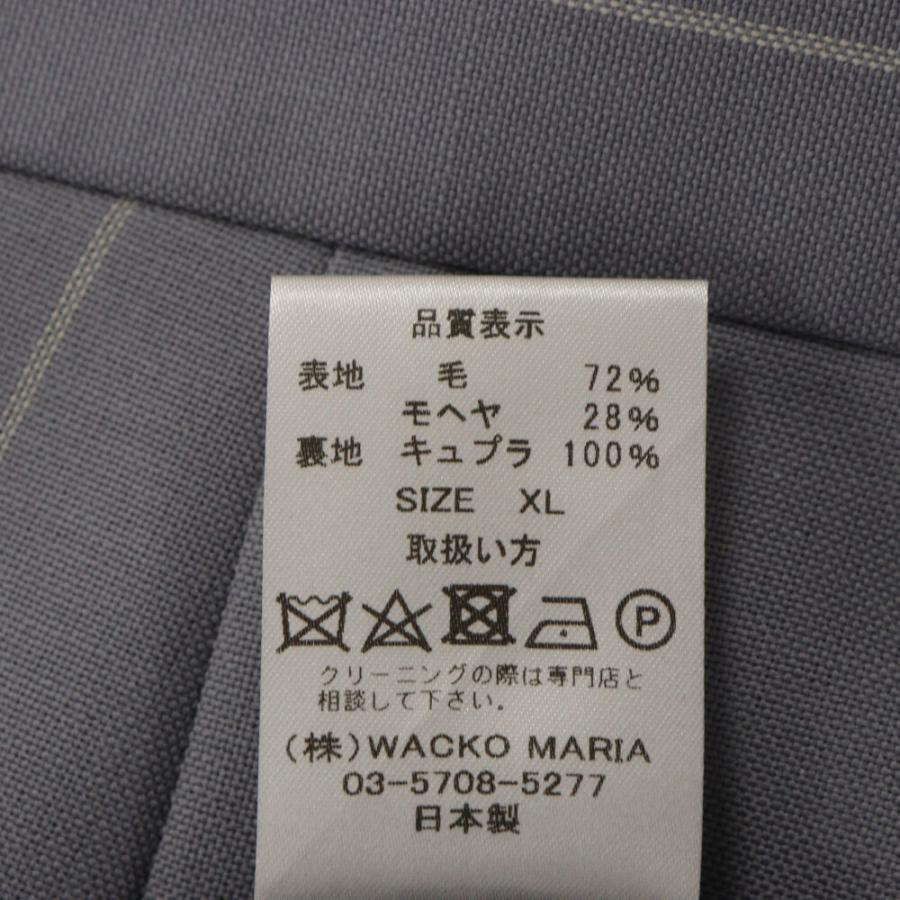 品質表示
表地 毛 72%
モヘヤ 28%
裏地 キュプラ 100%
SIZE XL
取扱い方
P
クリーニングの際は専門店と
相談して下さい。
(株)WACKO MARIA
03-5708-5277
日本製